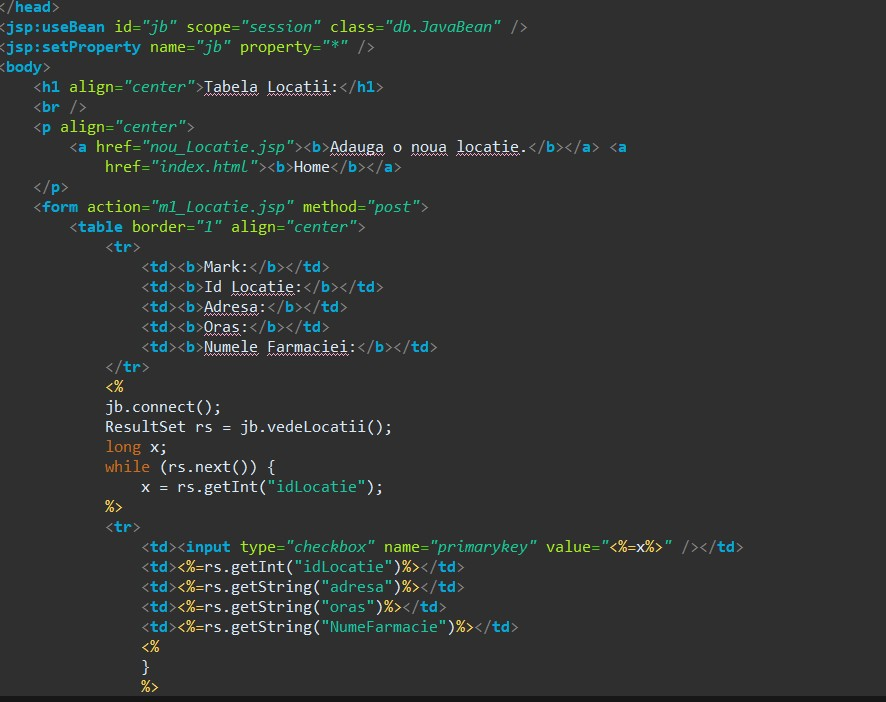 </head>
<jsp:useBean id="jb" scope="session" class="db.JavaBean" />
<jsp:setProperty name="jb" property="*" />
<body>
    <h1 align="center">Tabela Locatii:</h1>
    <br />
    <p align="center">
        <a href="nou_Locatie.jsp"><b>Adauga o noua locatie.</b></a> <a
            href="index.html"><b>Home</b></a>
    </p>
    <form action="m1_Locatie.jsp" method="post">
        <table border="1" align="center">
            <tr>
                <td><b>Mark:</b></td>
                <td><b>Id Locatie:</b></td>
                <td><b>Adresa:</b></td>
                <td><b>Oras:</b></td>
                <td><b>Numele Farmaciei:</b></td>
            </tr>
            <%
            jb.connect();
            ResultSet rs = jb.vedeLocatii();
            long x;
            while (rs.next()) {
                x = rs.getInt("idLocatie");
            %>
            <tr>
                <td><input type="checkbox" name="primarykey" value="<%=x%>" /></td>
                <td><%=rs.getInt("idLocatie")%></td>
                <td><%=rs.getString("adresa")%></td>
                <td><%=rs.getString("oras")%></td>
                <td><%=rs.getString("NumeFarmacie")%></td>
                <%
                }
                %>